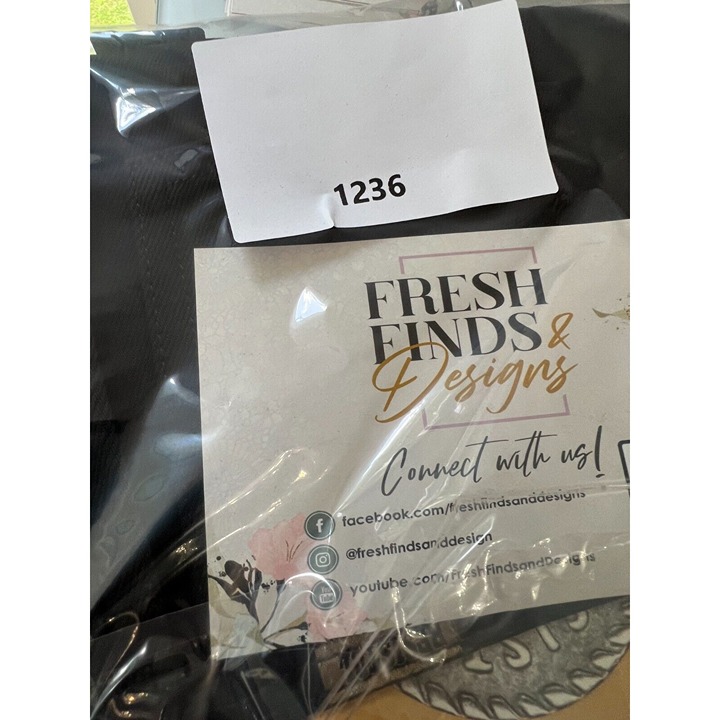 1236
FRESH
FINDS &
Designs
Connect with us!
facebook.com/freshfindsanddesigns
@freshfindsanddesign
youtube.com/FreshFindsandDesigns